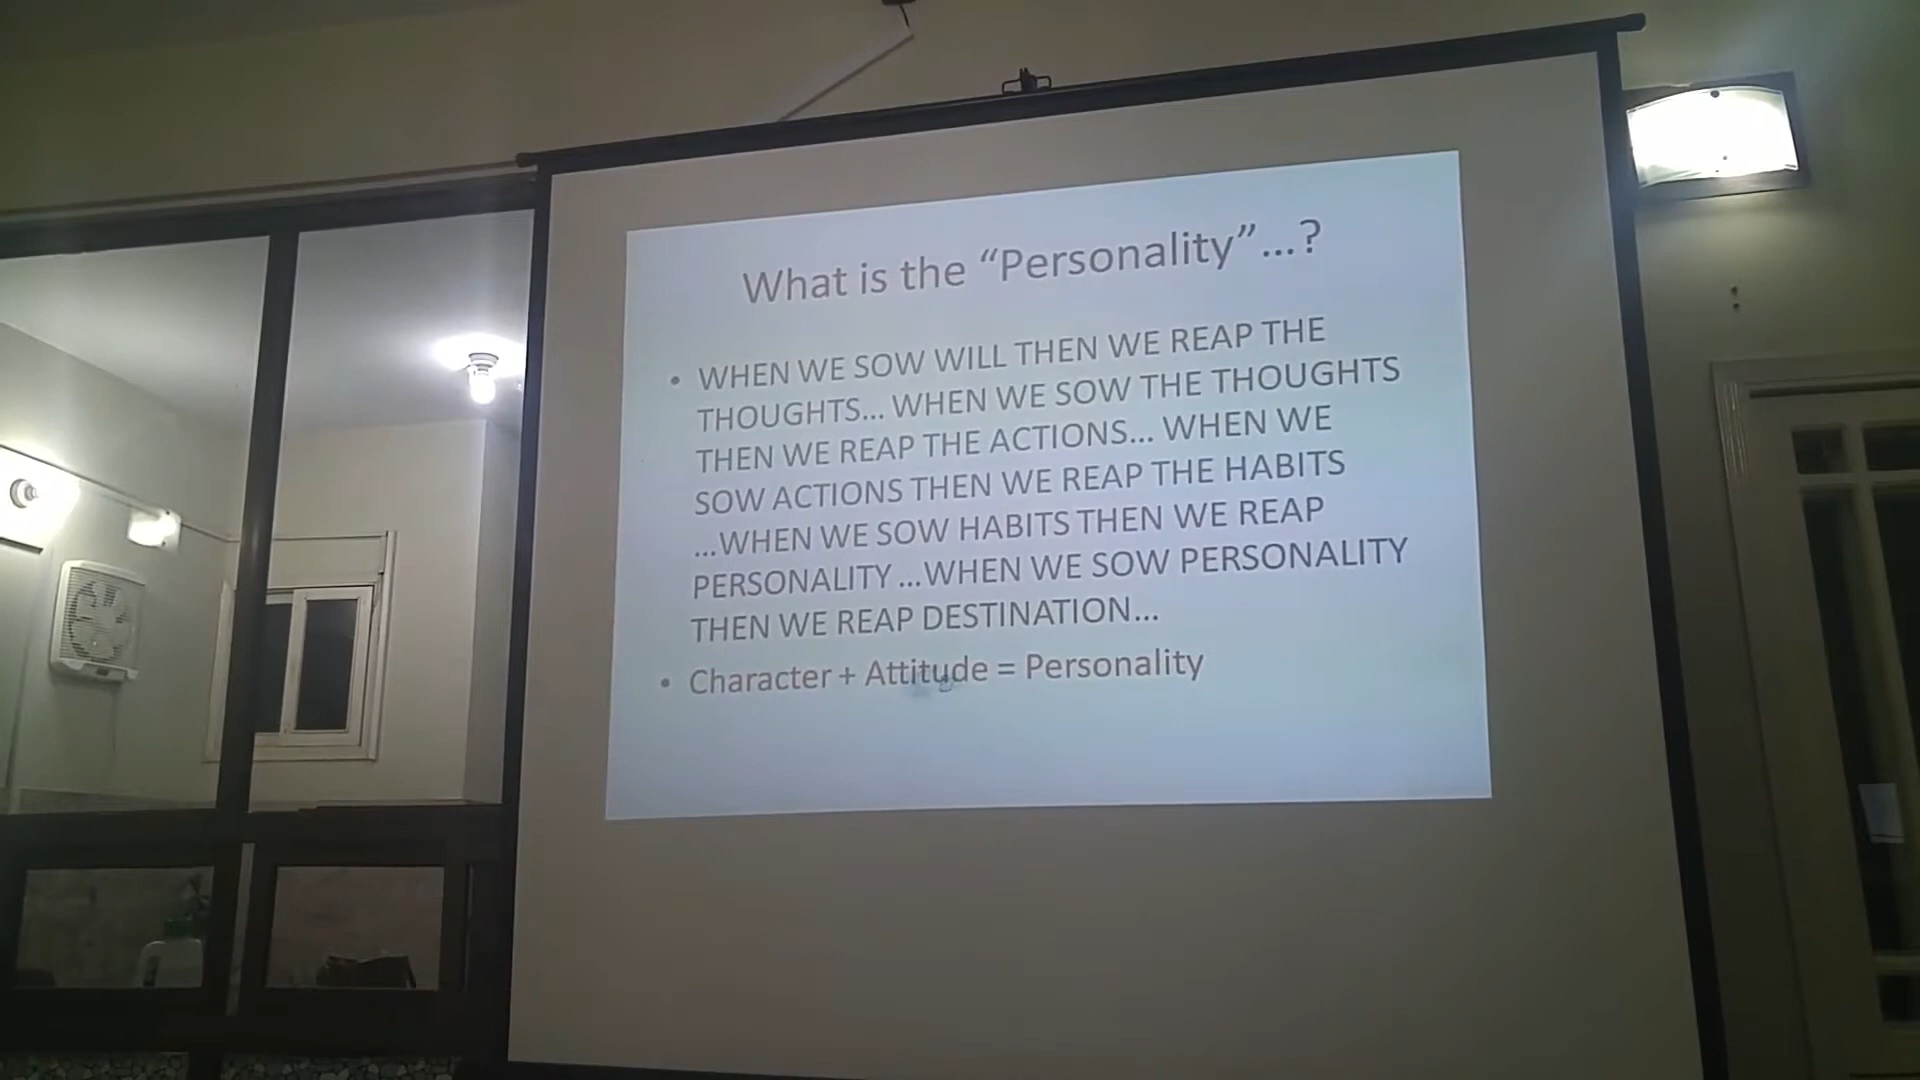 What is the “Personality”...?
• WHEN WE SOW WILL THEN WE REAP THE
THOUGHTS... WHEN WE SOW THE THOUGHTS
THEN WE REAP THE ACTIONS... WHEN WE
SOW ACTIONS THEN WE REAP THE HABITS
...WHEN WE SOW HABITS THEN WE REAP
PERSONALITY ...WHEN WE SOW PERSONALITY
THEN WE REAP DESTINATION...
• Character + Attitude = Personality